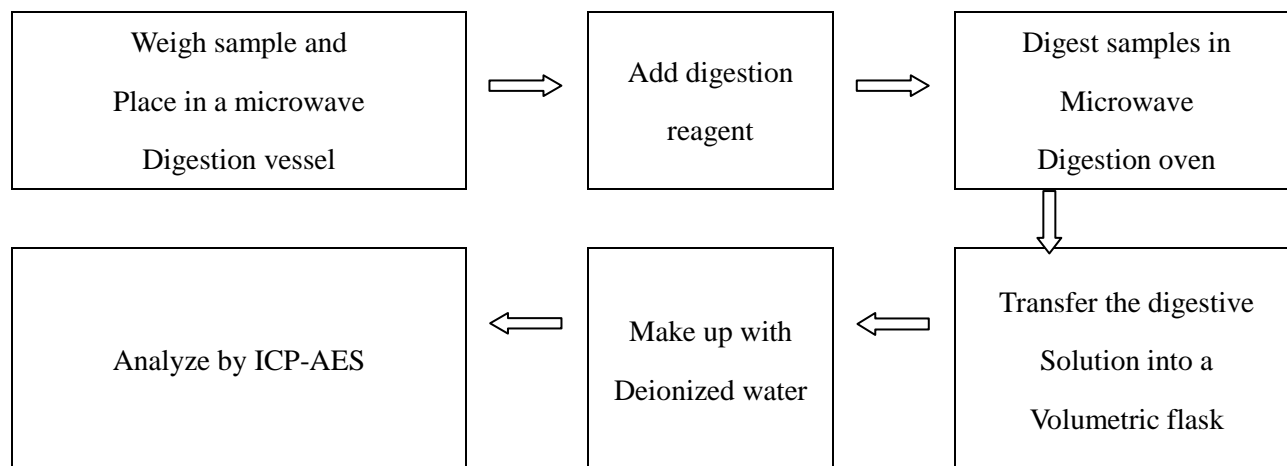 Weigh sample and
Place in a microwave
Digestion vessel
Add digestion
reagent
Digest samples in
Microwave
Digestion oven
Transfer the digestive
Solution into a
Volumetric flask
Make up with
Deionized water
Analyze by ICP-AES